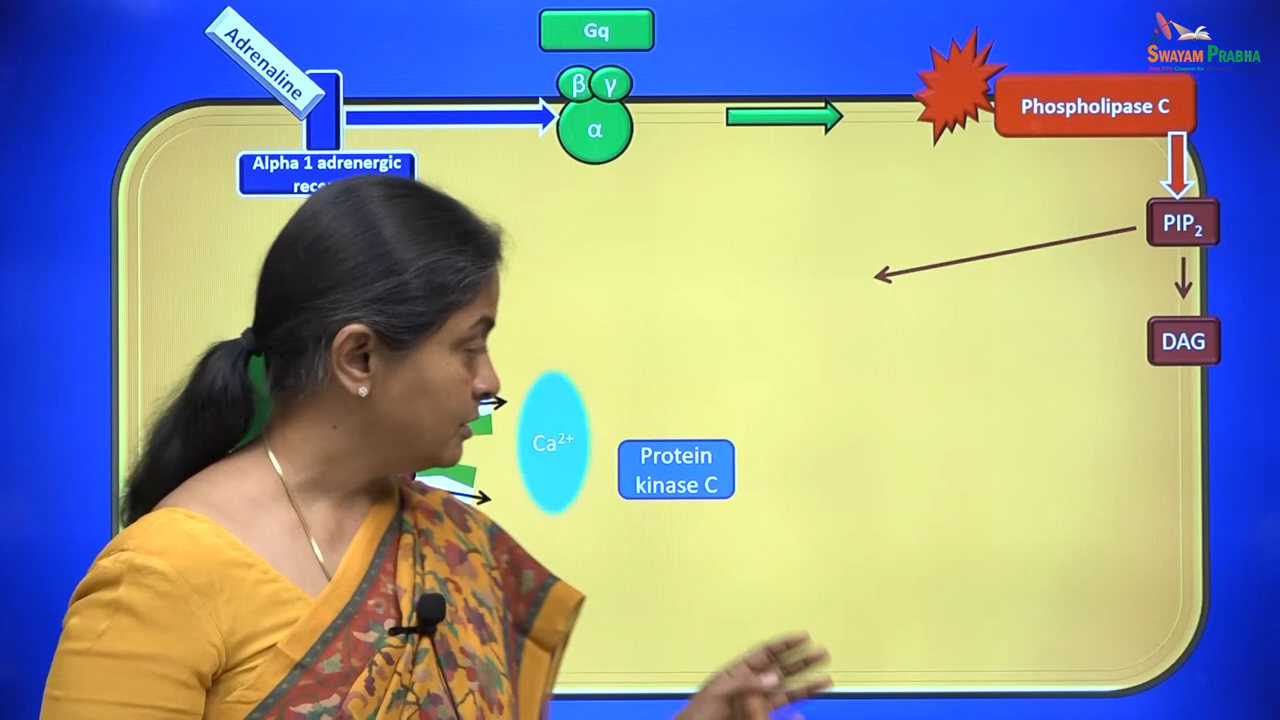 Adrenaline
Gq
β γ
α
SWAYAM PRABHA
Phospholipase C
Alpha 1 adrenergic
PIP₂
DAG
Ca²⁺
Protein
kinase C